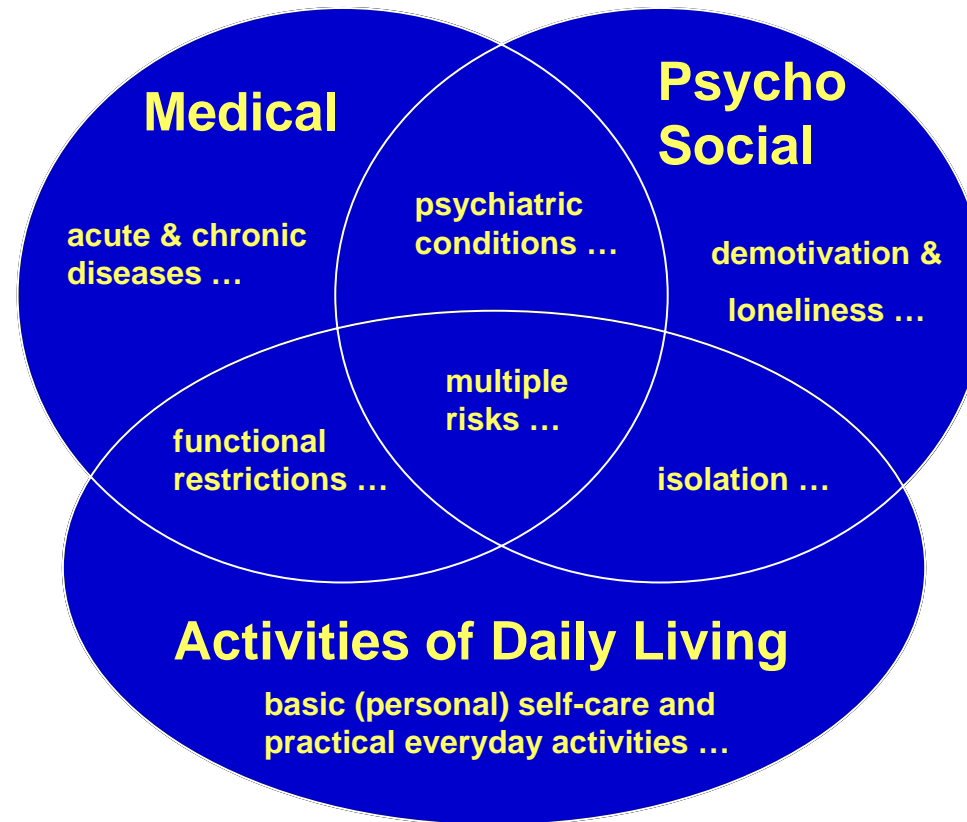 Medical
Psycho
Social
acute & chronic
diseases …
psychiatric
conditions …
demotivation &
loneliness …
multiple
risks …
functional
restrictions …
isolation …
Activities of Daily Living
basic (personal) self-care and
practical everyday activities …